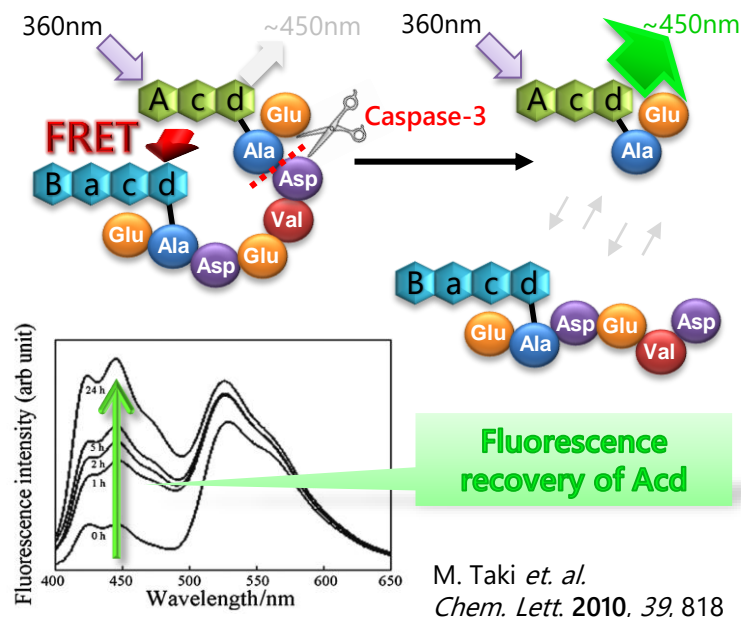 360nm
~450nm
A c d
Glu
FRET
Ala
Caspase-3
B a c d
Asp
Val
Glu
Ala
Asp
Glu
360nm
~450nm
A c d
Glu
Ala
B a c d
Glu
Ala
Asp
Glu
Val
Asp
Fluorescence intensity (arb unit)
24 h
5 h
2 h
1 h
0 h
400 450 500 550 600 650
Wavelength/nm
Fluorescence
recovery of Acd
M. Taki et. al.
Chem. Lett. 2010, 39, 818